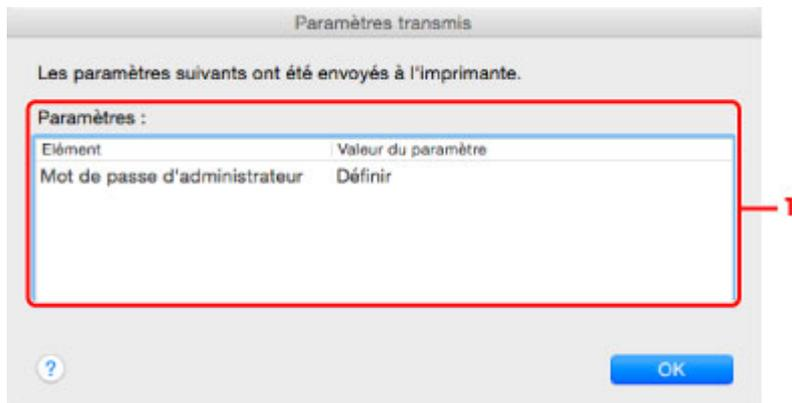 Paramètres transmis
Les paramètres suivants ont été envoyés à l'imprimante.
Paramètres :
Elément Valeur du paramètre
Mot de passe d'administrateur Définir
1
?
OK